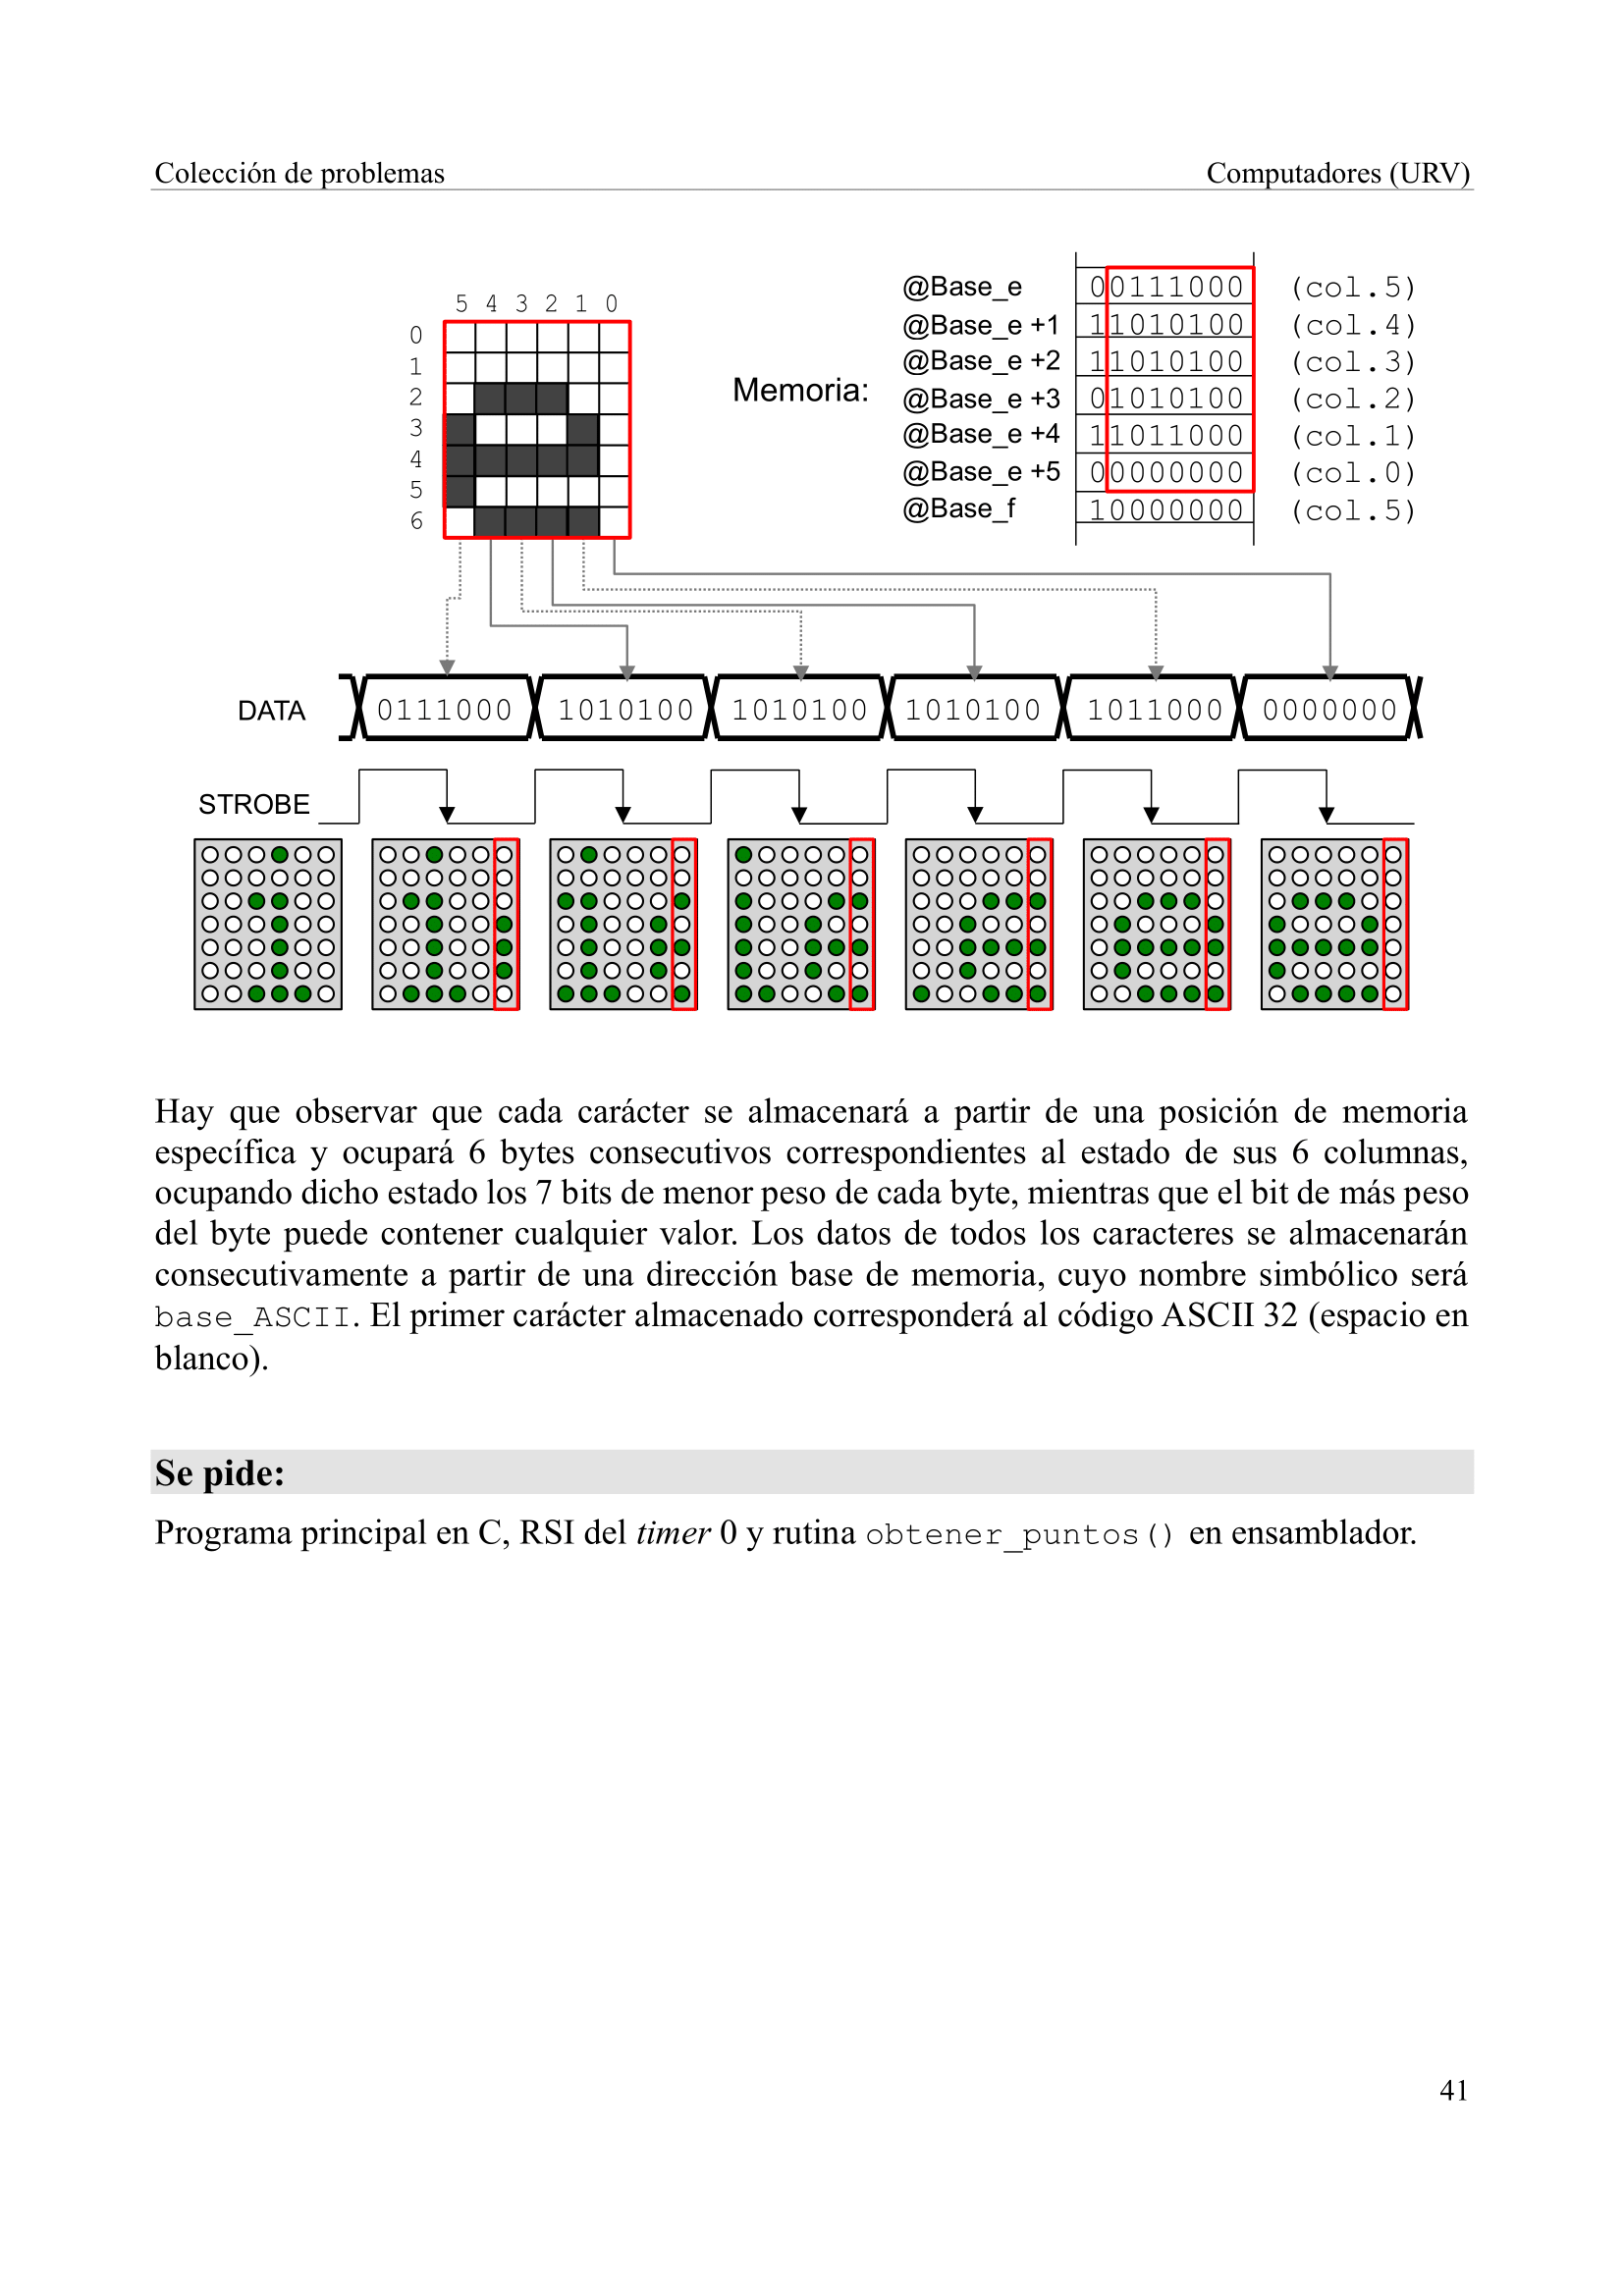 Colección de problemas Computadores (URV)
5 4 3 2 1 0
0
1
2
3
4
5
6
Memoria:
@Base_e 00111000 (col.5)
@Base_e +1 11010100 (col.4)
@Base_e +2 11010100 (col.3)
@Base_e +3 01010100 (col.2)
@Base_e +4 11011000 (col.1)
@Base_e +5 00000000 (col.0)
@Base_f 10000000 (col.5)
DATA 0111000 1010100 1010100 1010100 1011000 0000000
STROBE
Hay que observar que cada carácter se almacenará a partir de una posición de memoria
específica y ocupará 6 bytes consecutivos correspondientes al estado de sus 6 columnas,
ocupando dicho estado los 7 bits de menor peso de cada byte, mientras que el bit de más peso
del byte puede contener cualquier valor. Los datos de todos los caracteres se almacenarán
consecutivamente a partir de una dirección base de memoria, cuyo nombre simbólico será
base_ASCII. El primer carácter almacenado corresponderá al código ASCII 32 (espacio en
blanco).
Se pide:
Programa principal en C, RSI del timer 0 y rutina obtener_puntos() en ensamblador.
41